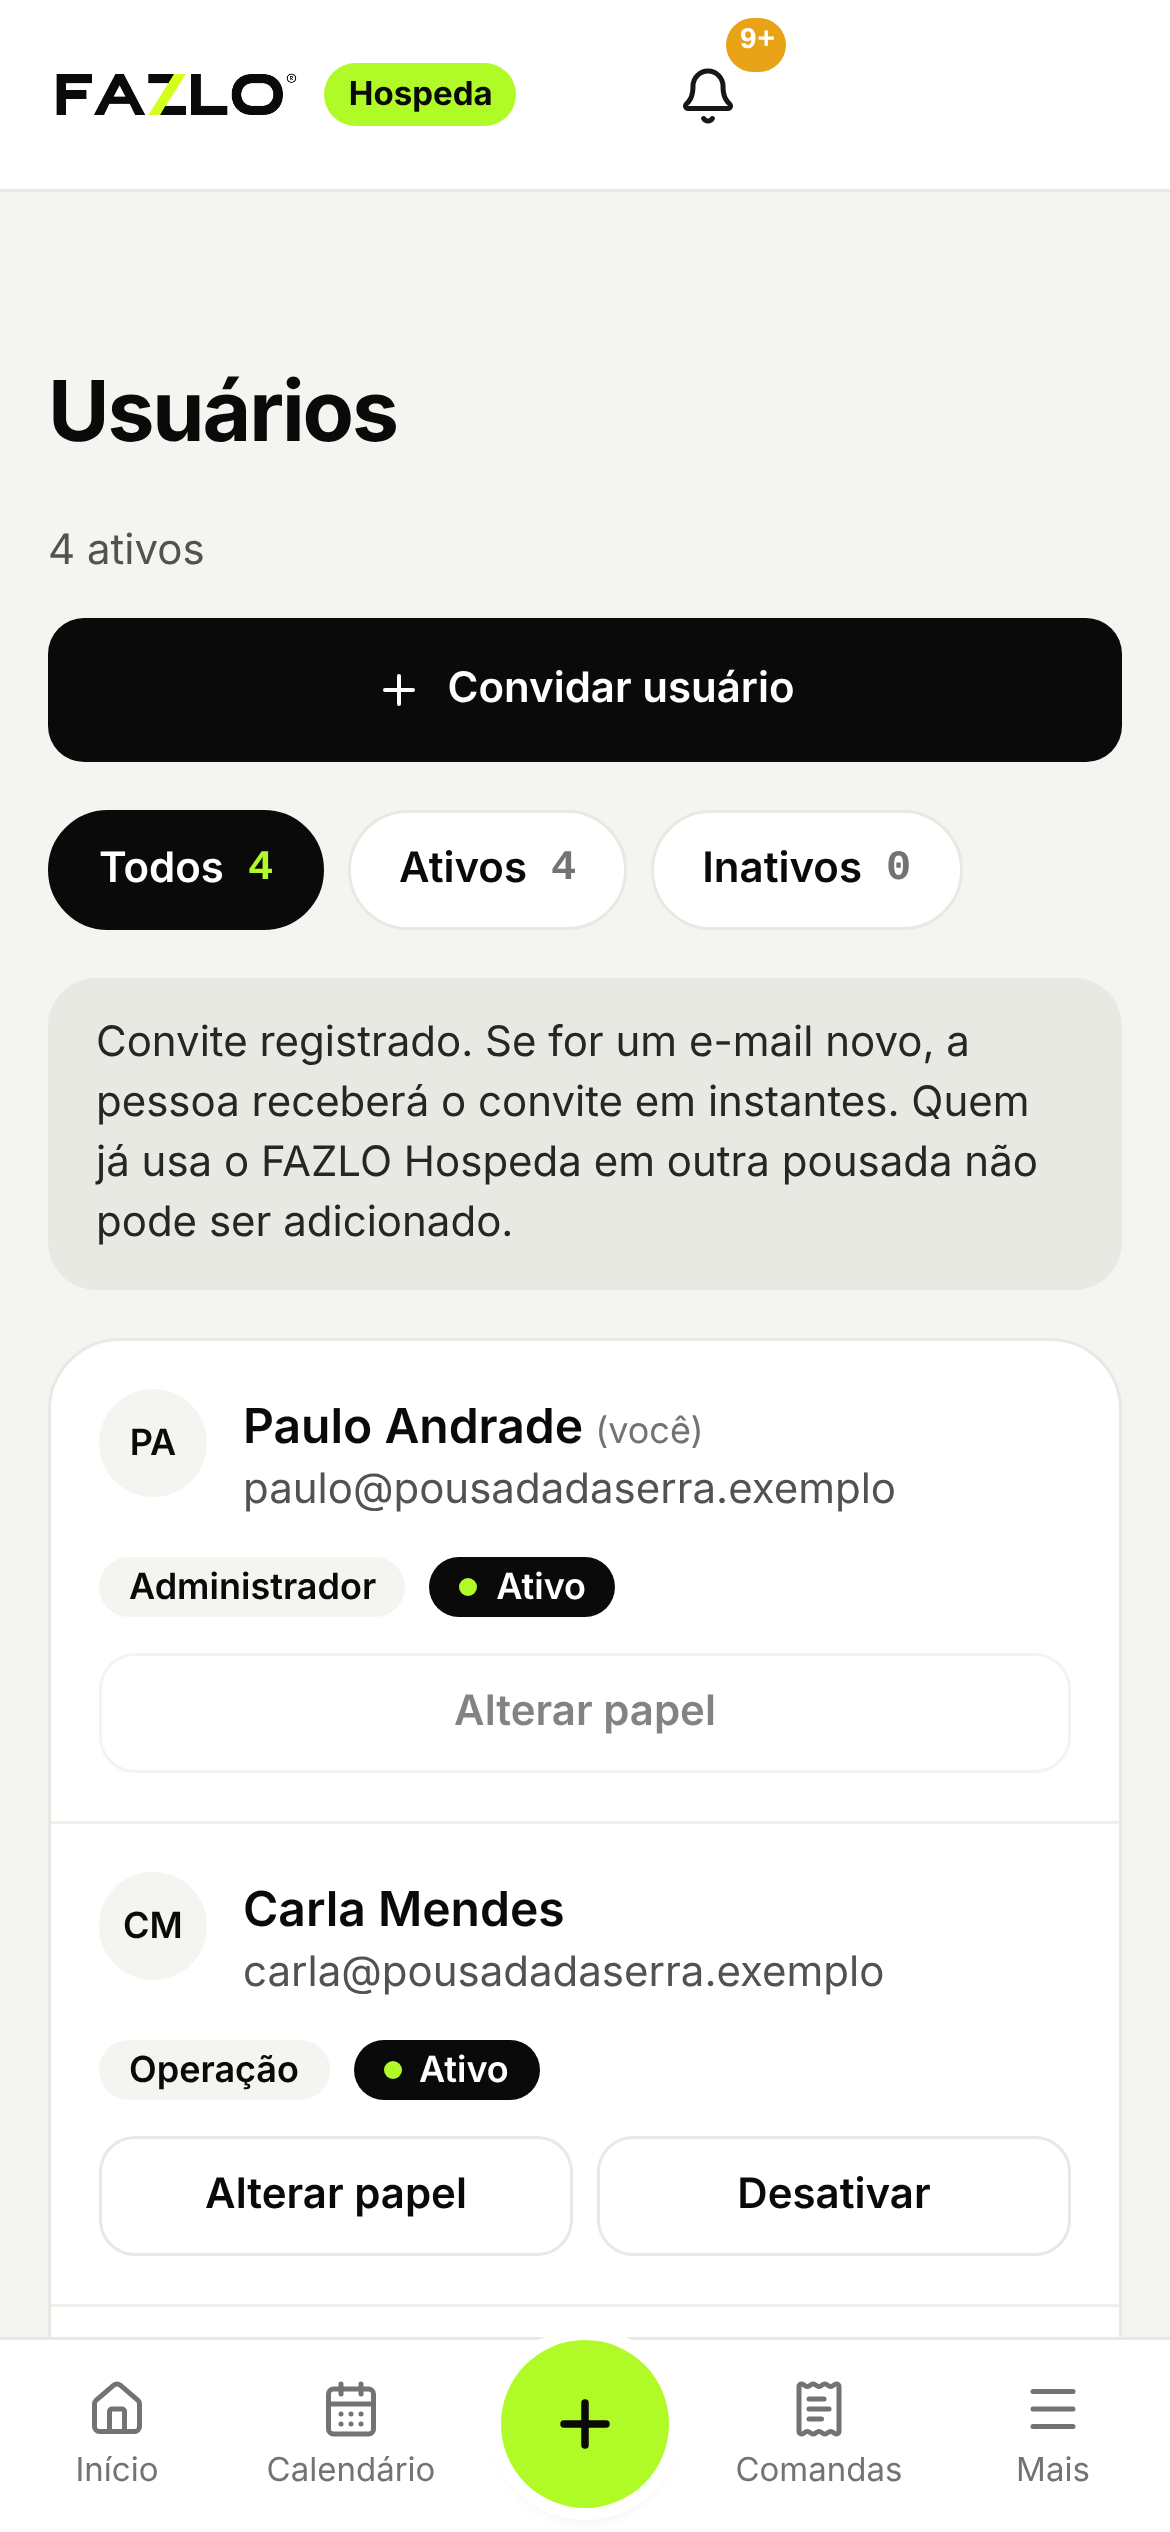 FAZLO® Hospeda 9+
Usuários
4 ativos
+ Convidar usuário
Todos 4 Ativos 4 Inativos 0
Convite registrado. Se for um e-mail novo, a
pessoa receberá o convite em instantes. Quem
já usa o FAZLO Hospeda em outra pousada não
pode ser adicionado.
PA Paulo Andrade (você)
paulo@pousadadaserra.exemplo
Administrador Ativo
Alterar papel
CM Carla Mendes
carla@pousadadaserra.exemplo
Operação Ativo
Alterar papel Desativar
Início Calendário + Comandas Mais